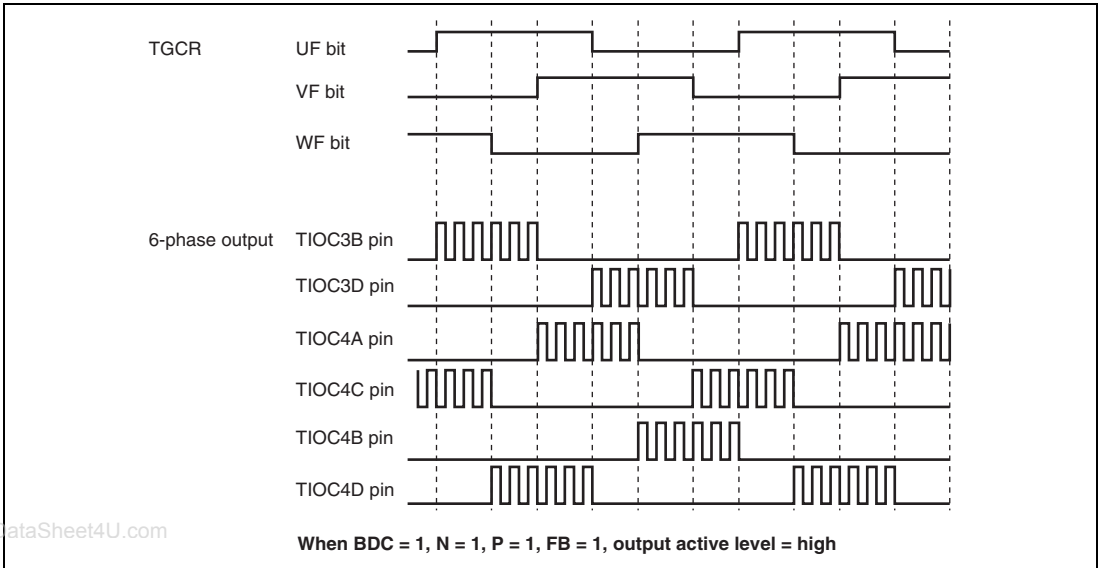 TGCR UF bit
VF bit
WF bit
6-phase output TIOC3B pin
TIOC3D pin
TIOC4A pin
TIOC4C pin
TIOC4B pin
TIOC4D pin
DataSheet4U.com
When BDC = 1, N = 1, P = 1, FB = 1, output active level = high